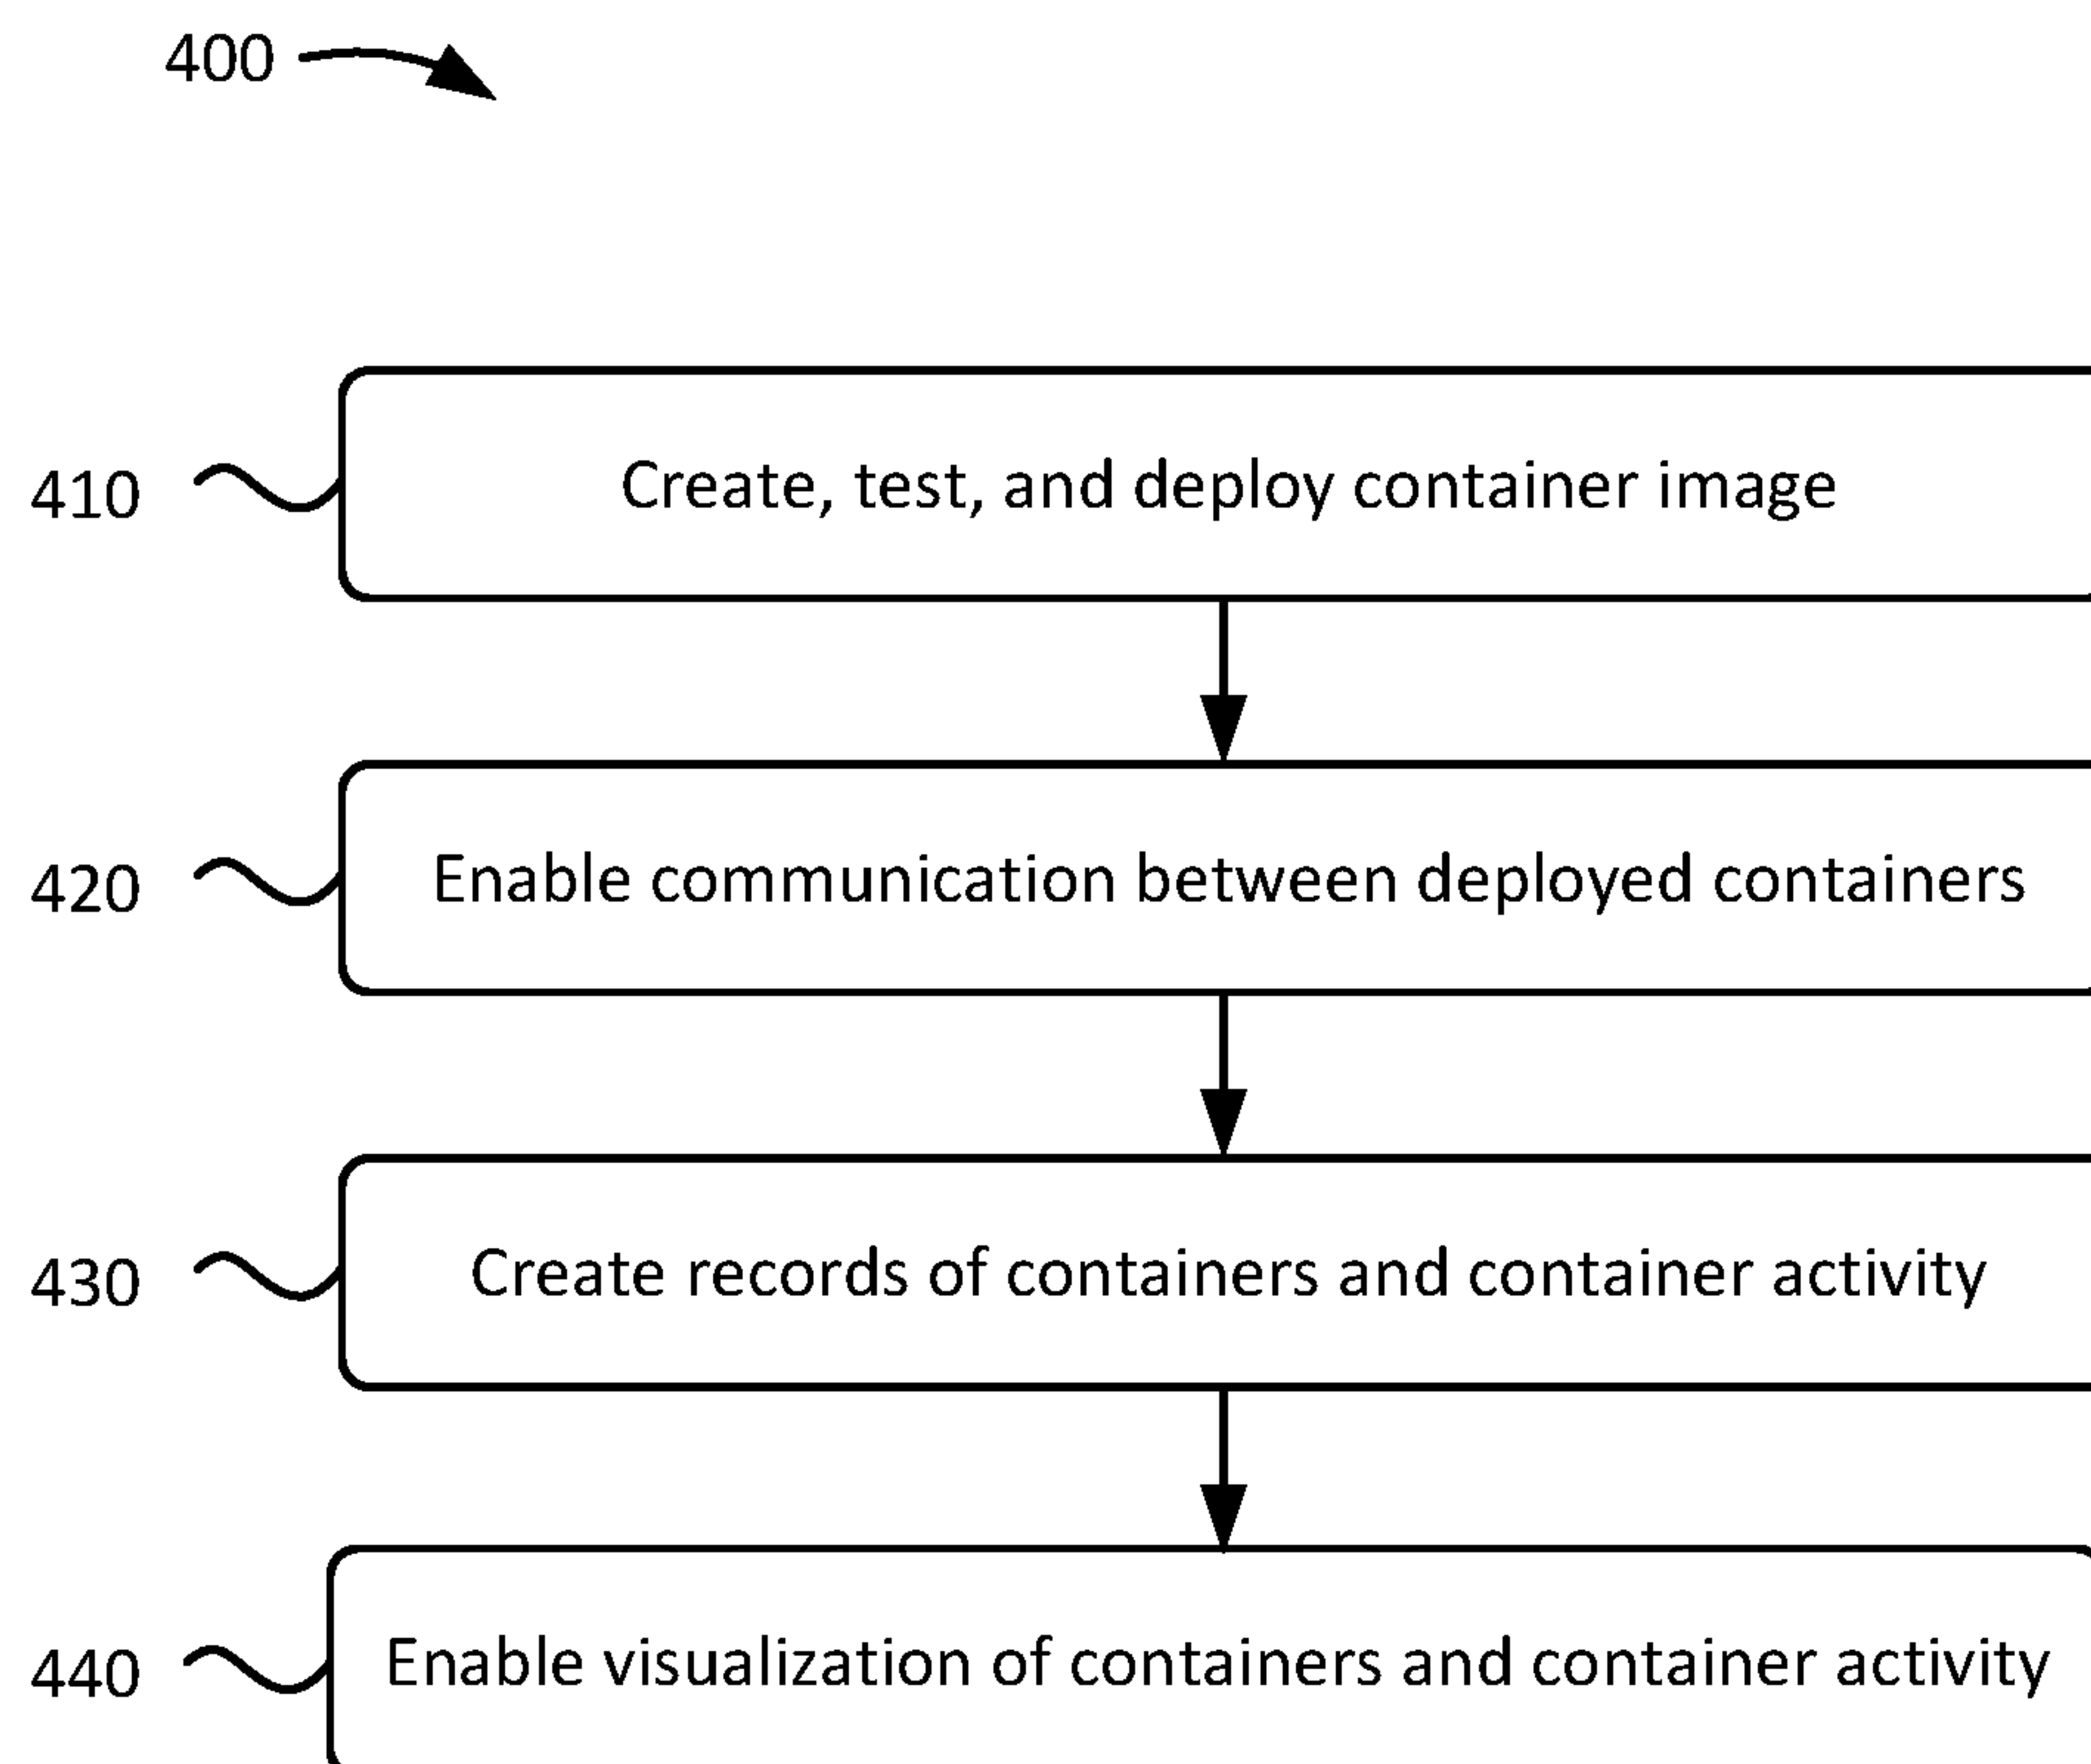 400
410 Create, test, and deploy container image
420 Enable communication between deployed containers
430 Create records of containers and container activity
440 Enable visualization of containers and container activity